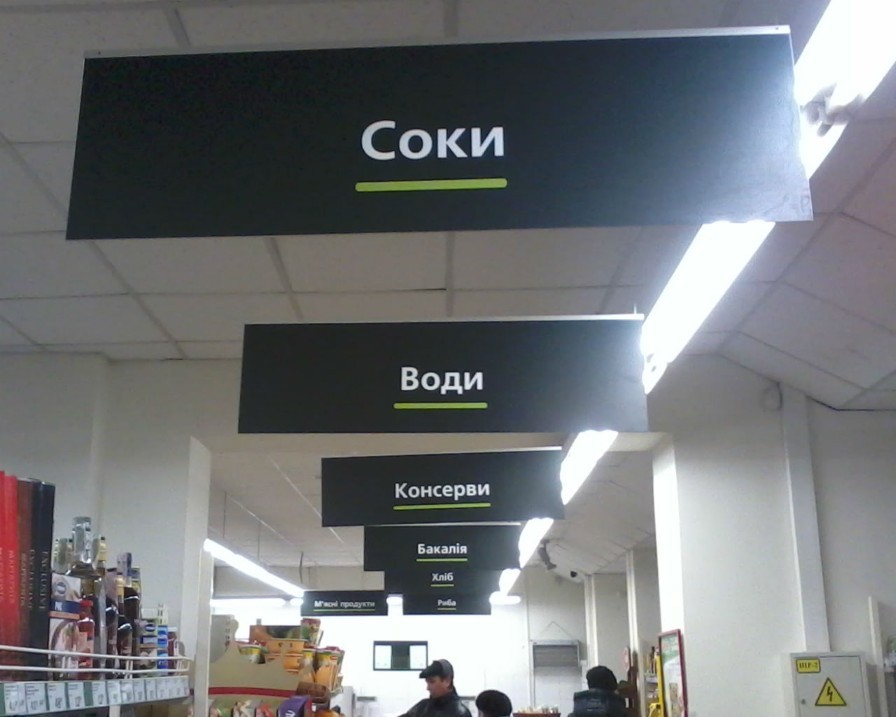 Соки
Води
Консерви
Бакалія
Хліб
М'ясні продукти
Риба